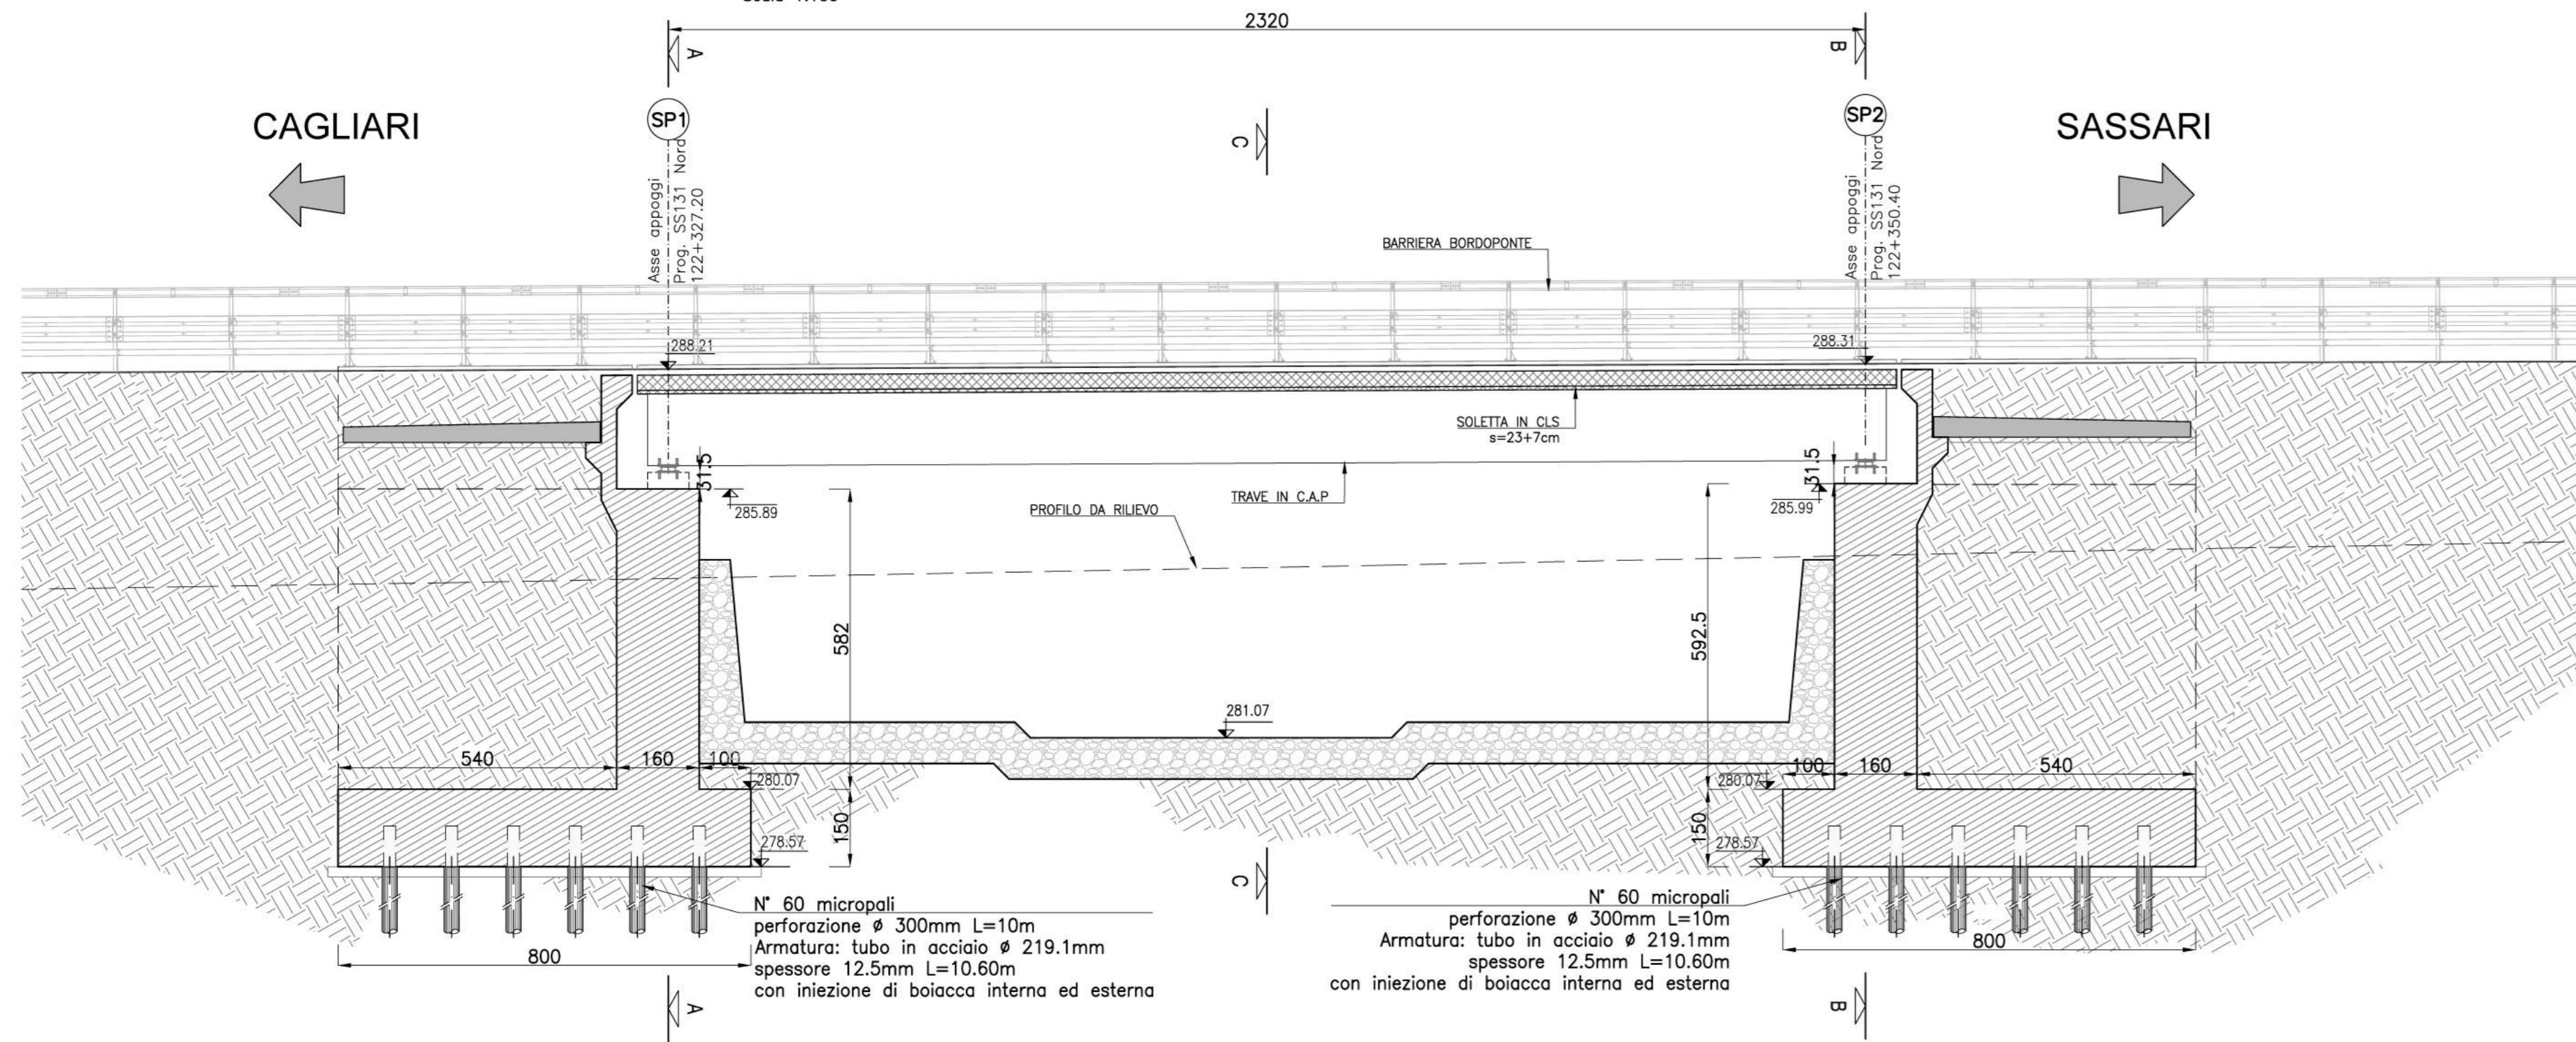 2320
A
B
CAGLIARI
SP1
C
SP2
SASSARI
Asse appoggi
Prog. SS131 Nord
122+327.20
Asse appoggi
Prog. SS131 Nord
122+350.40
BARRIERA BORDOPONTE
288.21
288.31
SOLETTA IN CLS
s=23+7cm
31.5
31.5
TRAVE IN C.A.P
285.89
285.99
PROFILO DA RILIEVO
582
592.5
281.07
540
160
100
280.07
100
160
540
280.07
150
278.57
150
278.57
C
N° 60 micropali
perforazione ø 300mm L=10m
Armatura: tubo in acciaio ø 219.1mm
spessore 12.5mm L=10.60m
con iniezione di boiacca interna ed esterna
N° 60 micropali
perforazione ø 300mm L=10m
Armatura: tubo in acciaio ø 219.1mm
spessore 12.5mm L=10.60m
con iniezione di boiacca interna ed esterna
800
800
A
B